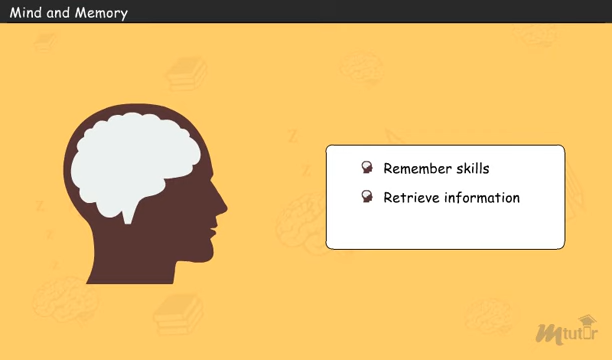 Mind and Memory
Remember skills
Retrieve information
Mtutor